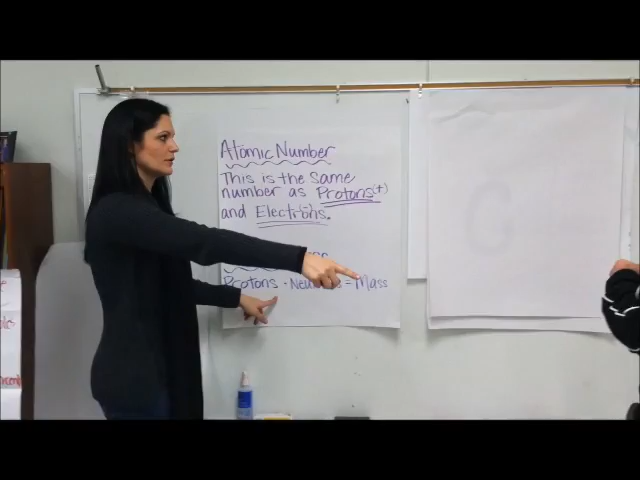 Atomic Number
This is the same
number as Protons(+)
and Electrons(-).
Protons = Mass